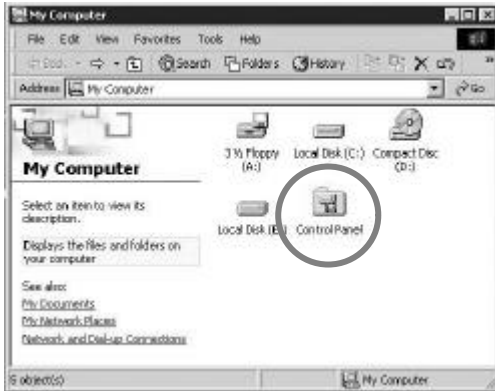 My Computer
File Edit View Favorites Tools Help
Search Folders History
Address My Computer Go
My Computer
Select an item to view its
description.
Displays the files and folders on
your computer
See also:
My Documents
My Network Places
Network and Dial-up Connections
3½ Floppy
(A:)
Local Disk (C:)
Compact Disc
(D:)
Local Disk (E:)
Control Panel
6 object(s)
My Computer